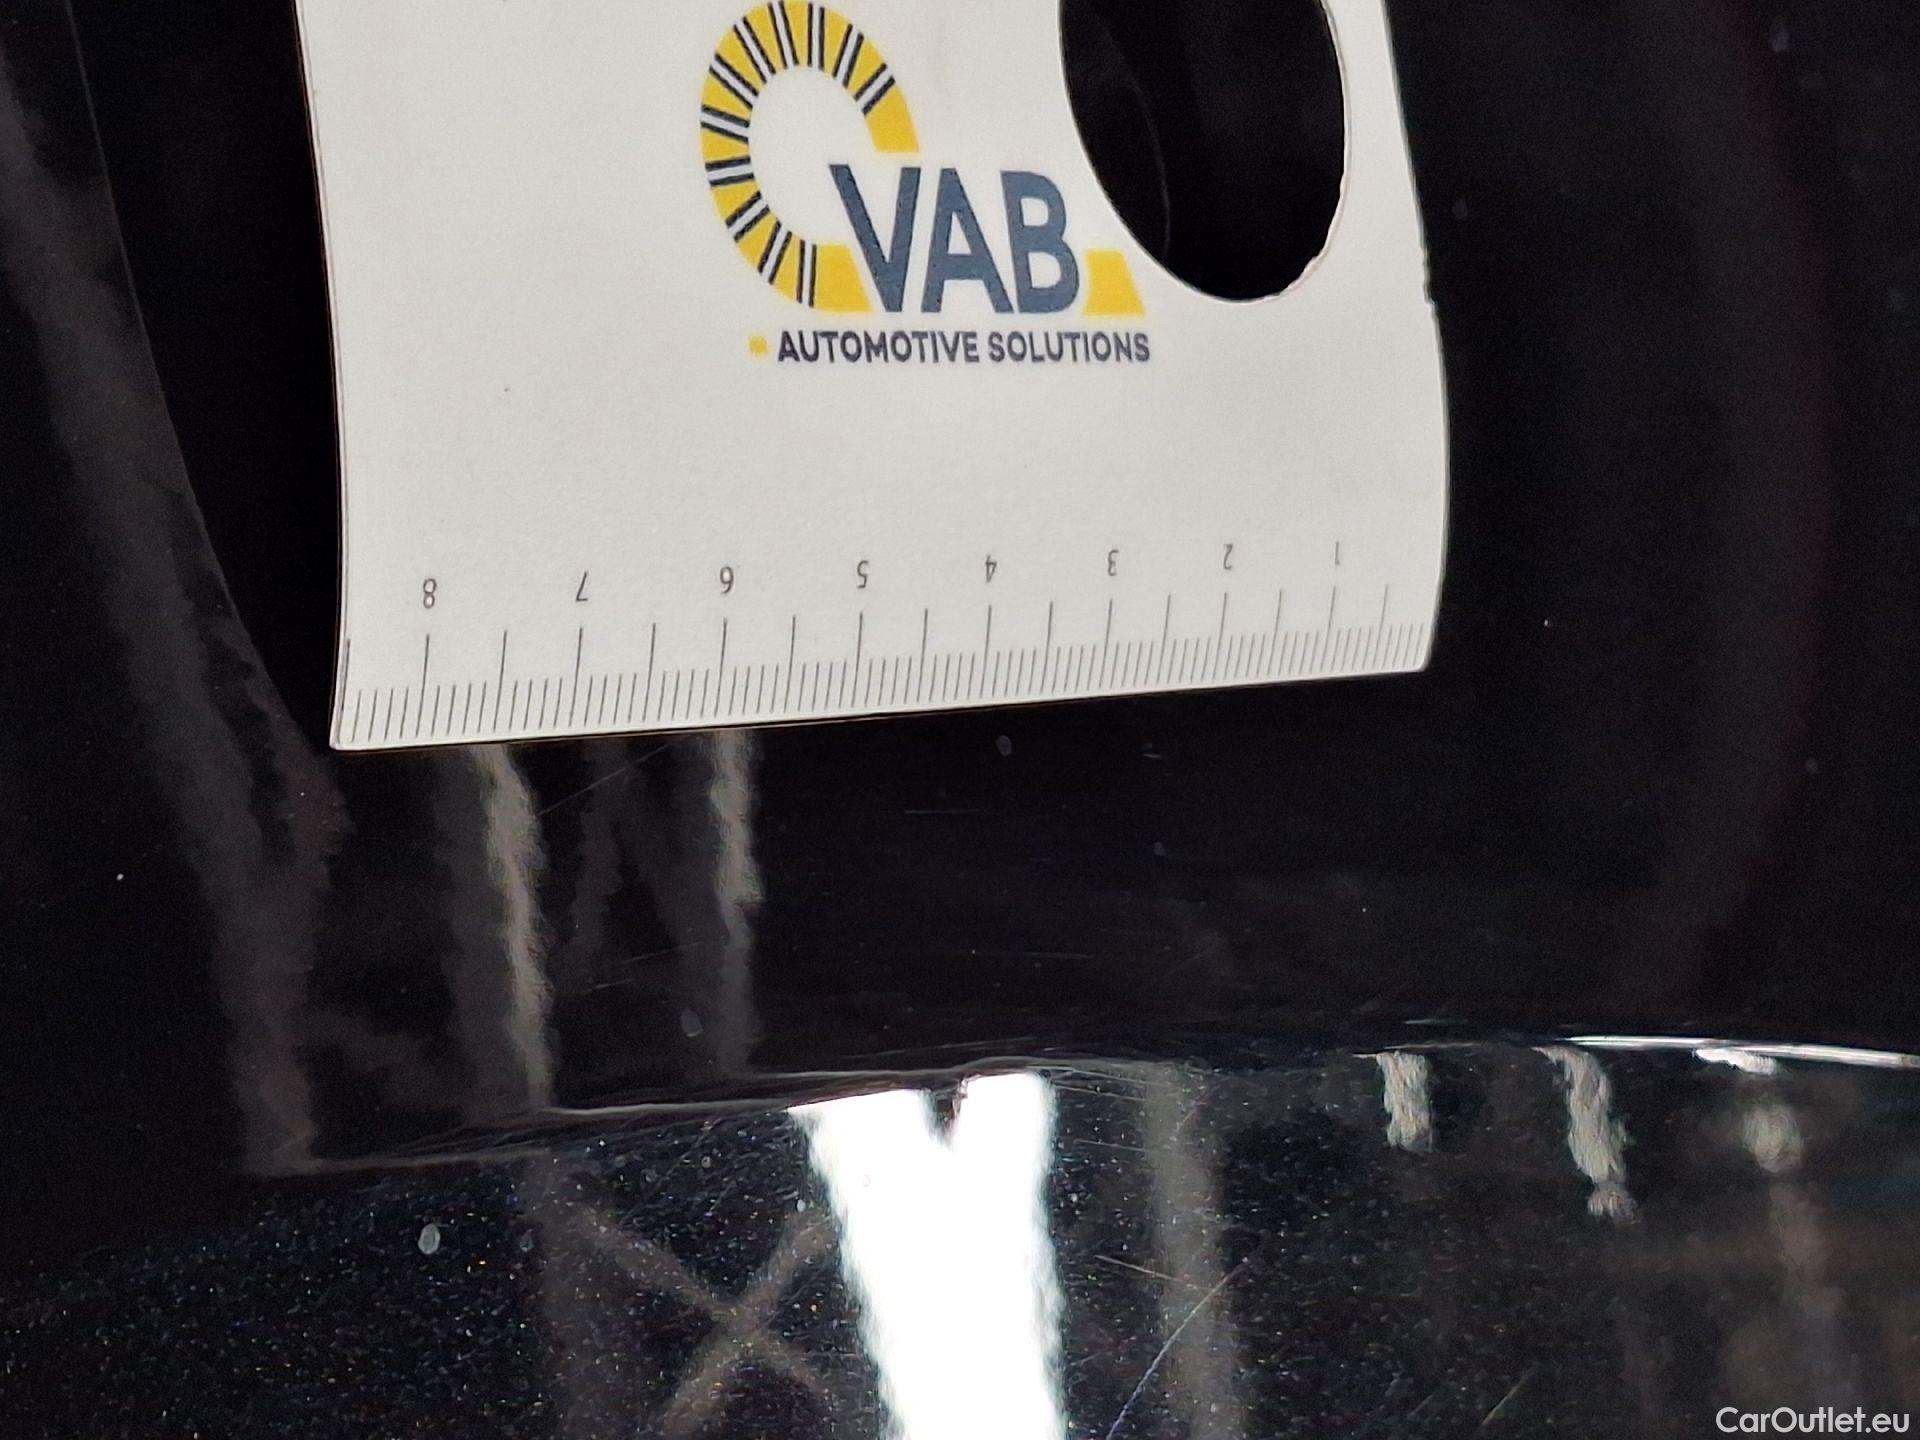 VAB
AUTOMOTIVE SOLUTIONS
8 7 6 5 4 3 2 1
CarOutlet.eu